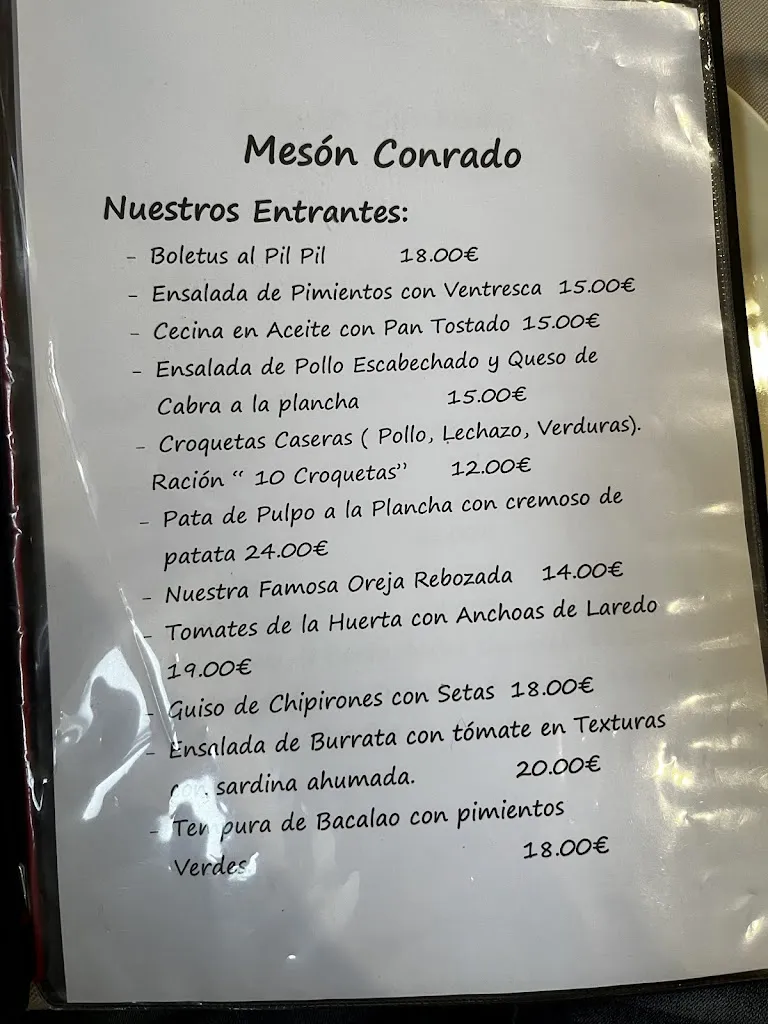 Mesón Conrado
Nuestros Entrantes:
- Boletus al Pil Pil 18.00€
- Ensalada de Pimientos con Ventresca 15.00€
- Cecina en Aceite con Pan Tostado 15.00€
- Ensalada de Pollo Escabechado y Queso de
Cabra a la plancha 15.00€
- Croquetas Caseras ( Pollo, Lechazo, Verduras).
Ración “ 10 Croquetas” 12.00€
- Pata de Pulpo a la Plancha con cremoso de
patata 24.00€
- Nuestra Famosa Oreja Rebozada 14.00€
- Tomates de la Huerta con Anchoas de Laredo
19.00€
- Guiso de Chipirones con Setas 18.00€
- Ensalada de Burrata con tómate en Texturas
con sardina ahumada. 20.00€
- Tempura de Bacalao con pimientos
Verdes 18.00€